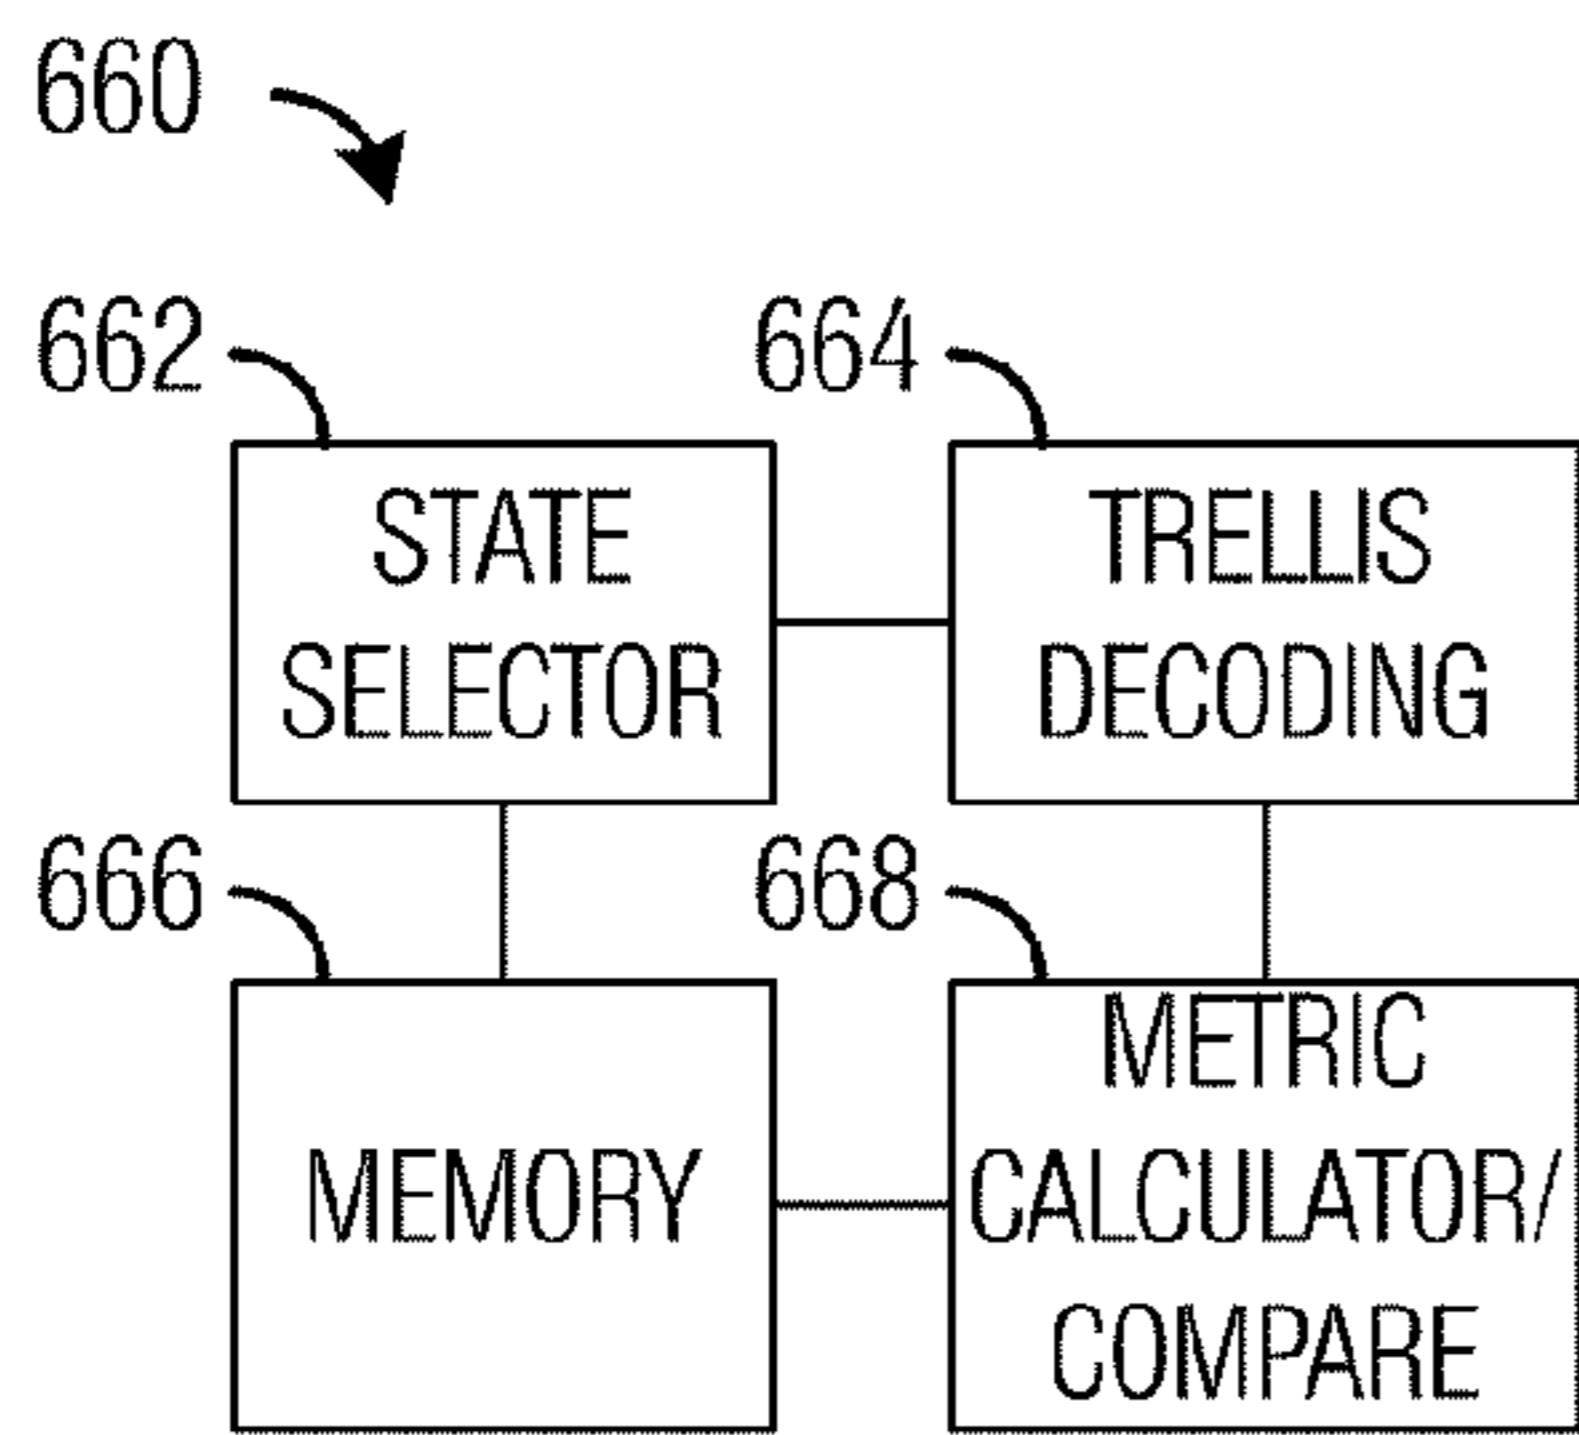 660
662
664
STATE
SELECTOR
TRELLIS
DECODING
666
668
MEMORY
METRIC
CALCULATOR/
COMPARE